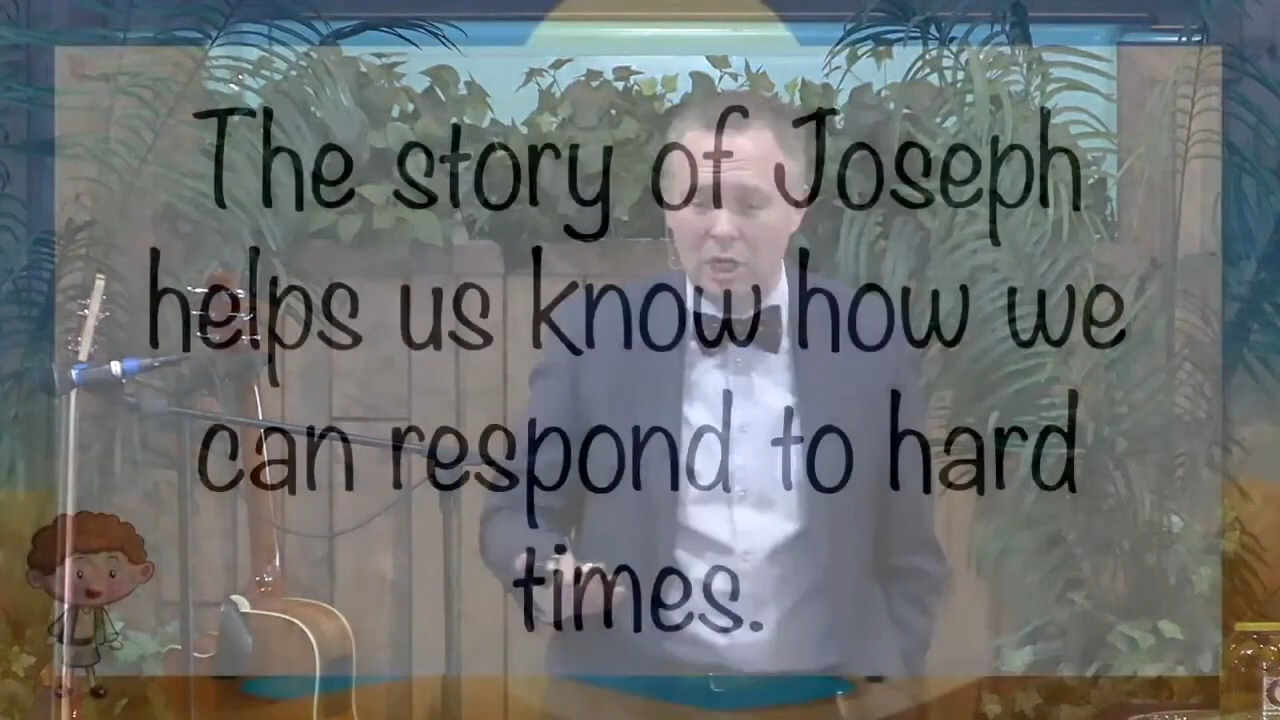 The story of Joseph
helps us know how we
can respond to hard
times.